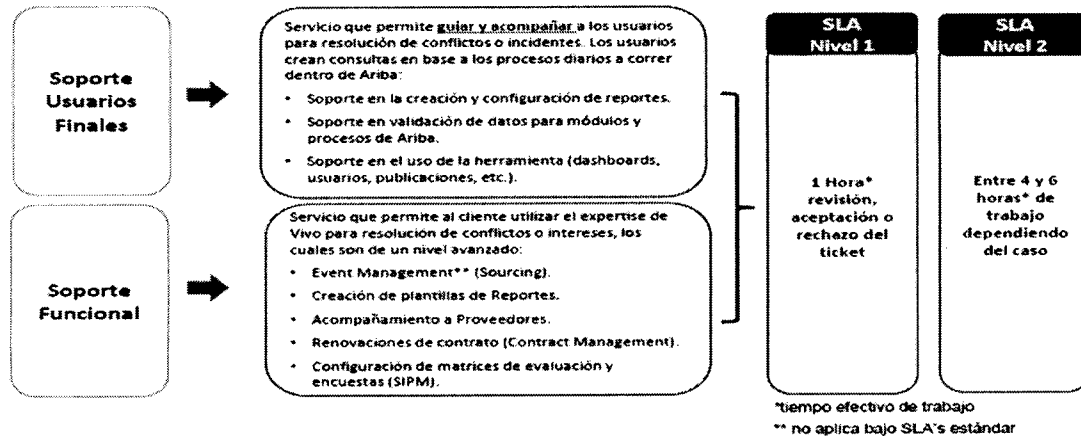 Soporte
Usuarios
Finales
Servicio que permite guiar y acompañar a los usuarios
para resolución de conflictos o incidentes. Los usuarios
crean consultas en base a los procesos diarios a correr
dentro de Ariba:
• Soporte en la creación y configuración de reportes.
• Soporte en validación de datos para módulos y
procesos de Ariba.
• Soporte en el uso de la herramienta (dashboards,
usuarios, publicaciones, etc.).
Soporte
Funcional
Servicio que permite al cliente utilizar el expertise de
Vivo para resolución de conflictos o intereses, los
cuales son de un nivel avanzado:
• Event Management** (Sourcing).
• Creación de plantillas de Reportes.
• Acompañamiento a Proveedores.
• Renovaciones de contrato (Contract Management).
• Configuración de matrices de evaluación y
encuestas (SIPM).
SLA
Nivel 1
1 Hora*
revisión,
aceptación o
rechazo del
ticket
SLA
Nivel 2
Entre 4 y 6
horas* de
trabajo
dependiendo
del caso
*tiempo efectivo de trabajo
** no aplica bajo SLA's estándar